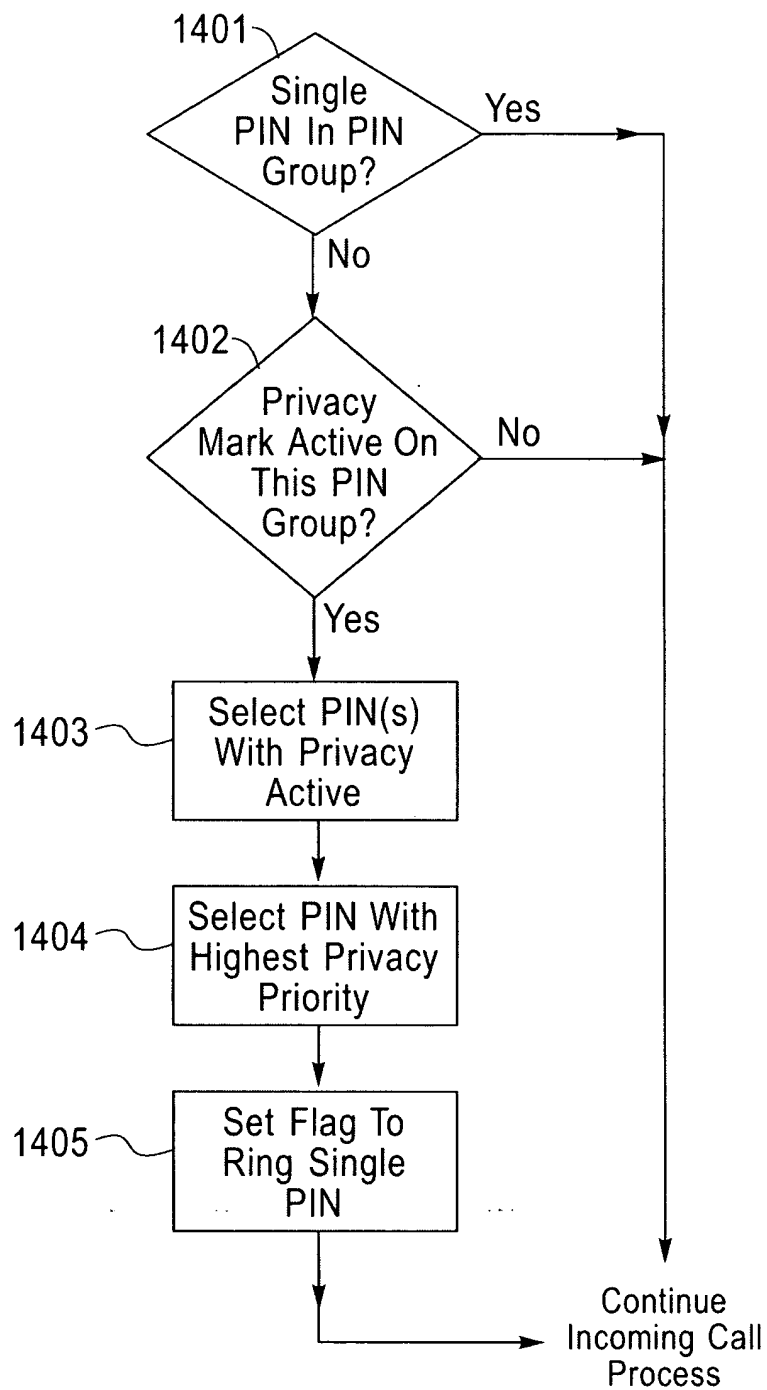 1401
Single
PIN In PIN
Group?
Yes
No
1402
Privacy
Mark Active On
This PIN
Group?
No
Yes
1403
Select PIN(s)
With Privacy
Active
1404
Select PIN With
Highest Privacy
Priority
1405
Set Flag To
Ring Single
PIN
Continue
Incoming Call
Process